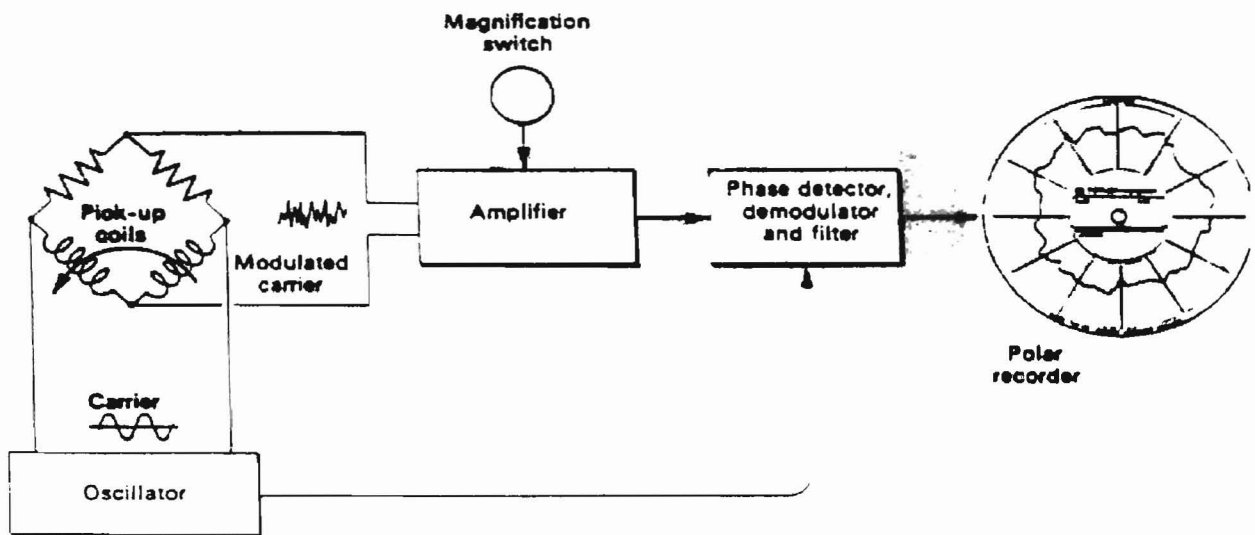 Magnification
switch
Pick-up
coils
Modulated
carrier
Amplifier
Phase detector,
demodulator
and filter
Polar
recorder
Carrier
Oscillator